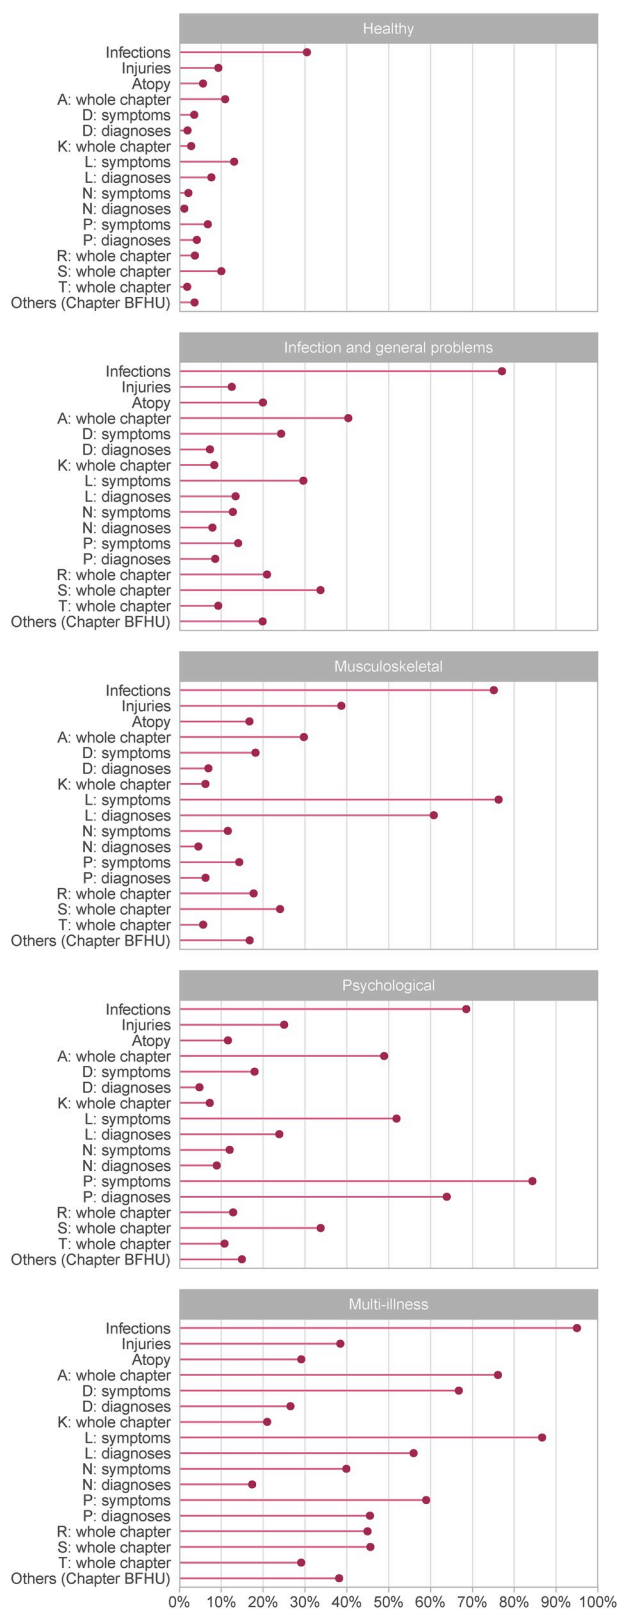 Healthy
Infections
Injuries
Atopy
A: whole chapter
D: symptoms
D: diagnoses
K: whole chapter
L: symptoms
L: diagnoses
N: symptoms
N: diagnoses
P: symptoms
P: diagnoses
R: whole chapter
S: whole chapter
T: whole chapter
Others (Chapter BFHU)
Infection and general problems
Infections
Injuries
Atopy
A: whole chapter
D: symptoms
D: diagnoses
K: whole chapter
L: symptoms
L: diagnoses
N: symptoms
N: diagnoses
P: symptoms
P: diagnoses
R: whole chapter
S: whole chapter
T: whole chapter
Others (Chapter BFHU)
Musculoskeletal
Infections
Injuries
Atopy
A: whole chapter
D: symptoms
D: diagnoses
K: whole chapter
L: symptoms
L: diagnoses
N: symptoms
N: diagnoses
P: symptoms
P: diagnoses
R: whole chapter
S: whole chapter
T: whole chapter
Others (Chapter BFHU)
Psychological
Infections
Injuries
Atopy
A: whole chapter
D: symptoms
D: diagnoses
K: whole chapter
L: symptoms
L: diagnoses
N: symptoms
N: diagnoses
P: symptoms
P: diagnoses
R: whole chapter
S: whole chapter
T: whole chapter
Others (Chapter BFHU)
Multi-illness
Infections
Injuries
Atopy
A: whole chapter
D: symptoms
D: diagnoses
K: whole chapter
L: symptoms
L: diagnoses
N: symptoms
N: diagnoses
P: symptoms
P: diagnoses
R: whole chapter
S: whole chapter
T: whole chapter
Others (Chapter BFHU)
0% 10% 20% 30% 40% 50% 60% 70% 80% 90% 100%